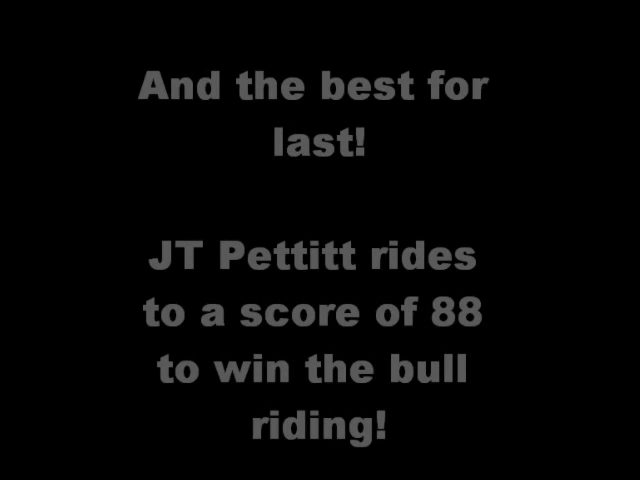 And the best for
last!
JT Pettitt rides
to a score of 88
to win the bull
riding!